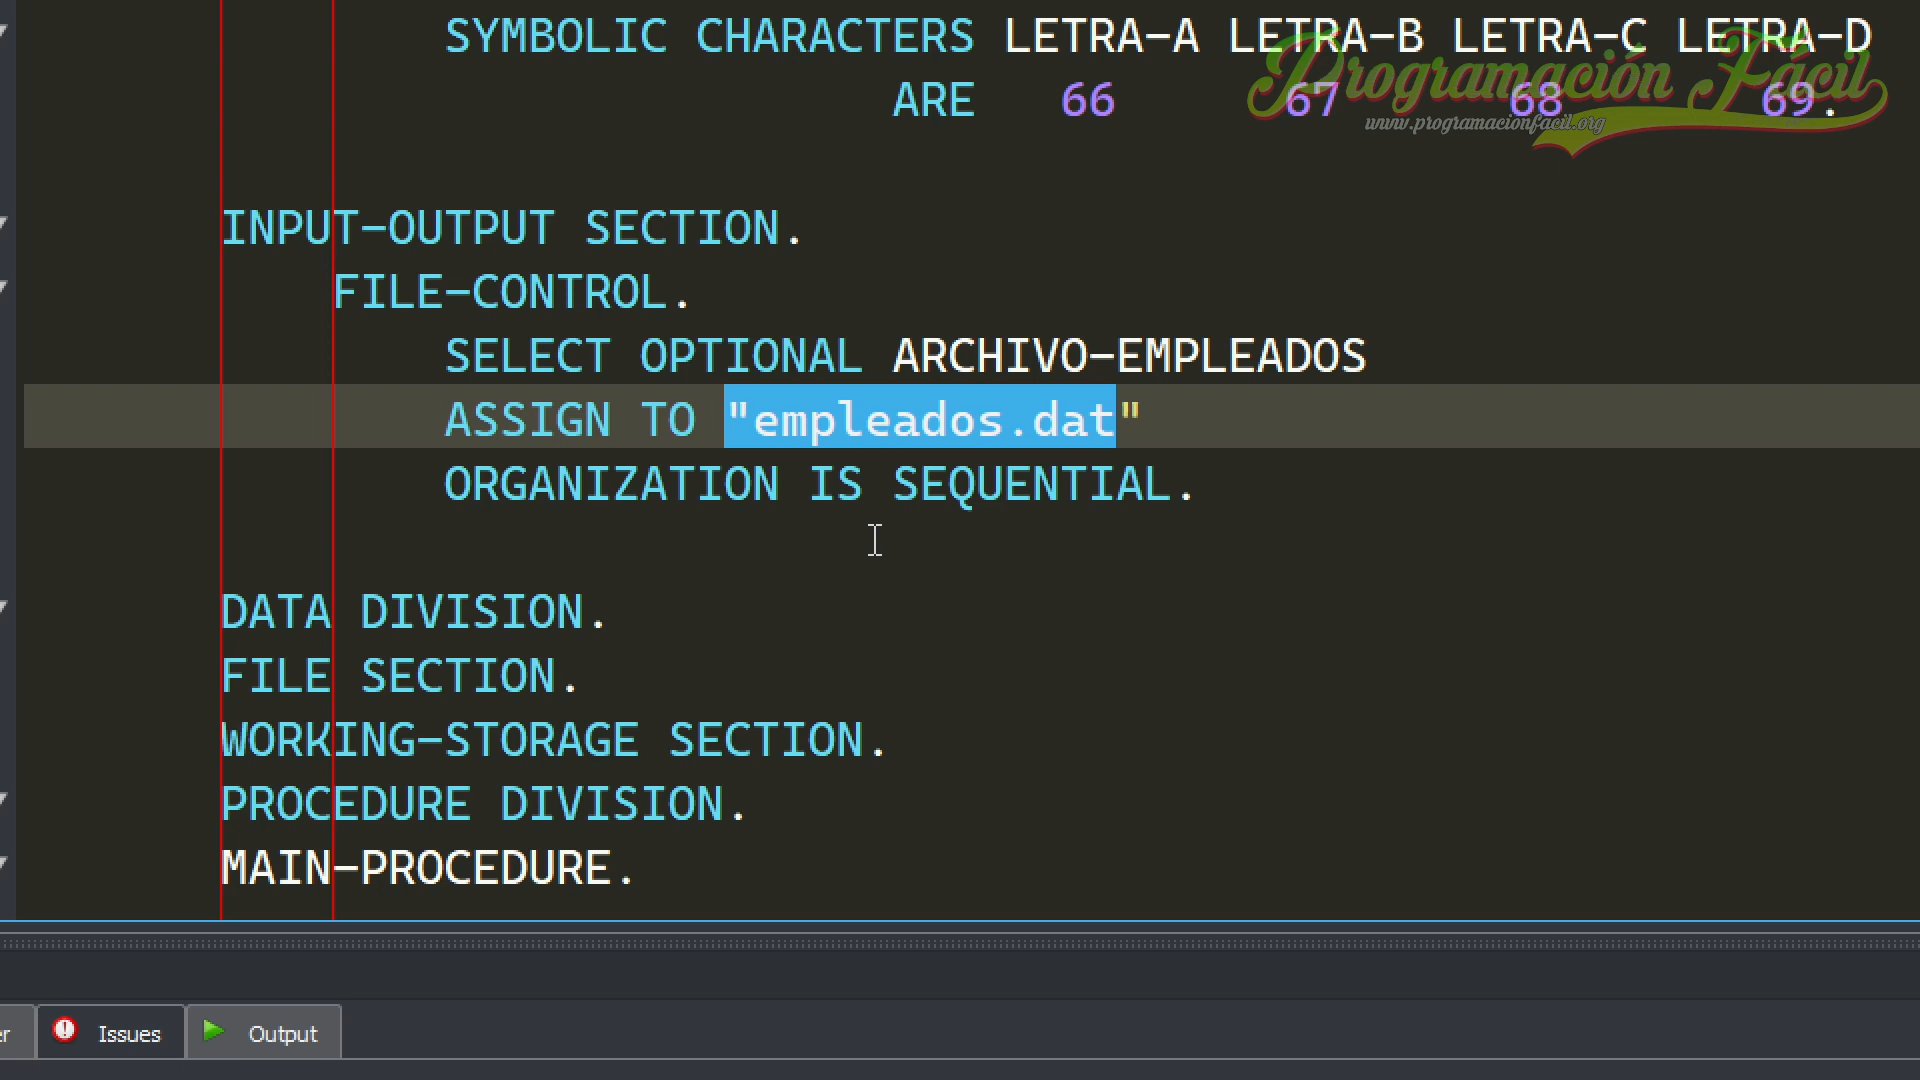 SYMBOLIC CHARACTERS LETRA-A LETRA-B LETRA-C LETRA-D
Programación Fácil
ARE 66 67 68 69.
www.programacionfacil.org
INPUT-OUTPUT SECTION.
FILE-CONTROL.
SELECT OPTIONAL ARCHIVO-EMPLEADOS
ASSIGN TO "empleados.dat"
ORGANIZATION IS SEQUENTIAL.
DATA DIVISION.
FILE SECTION.
WORKING-STORAGE SECTION.
PROCEDURE DIVISION.
MAIN-PROCEDURE.
Issues Output